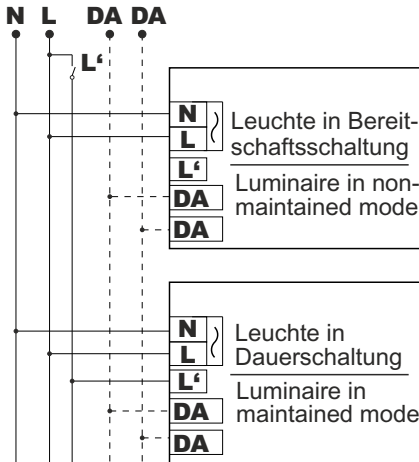 N L DA DA
L‘
N
L
L‘
DA
DA
Leuchte in Bereit-
schaftsschaltung
Luminaire in non-
maintained mode
N
L
L‘
DA
DA
Leuchte in
Dauerschaltung
Luminaire in
maintained mode